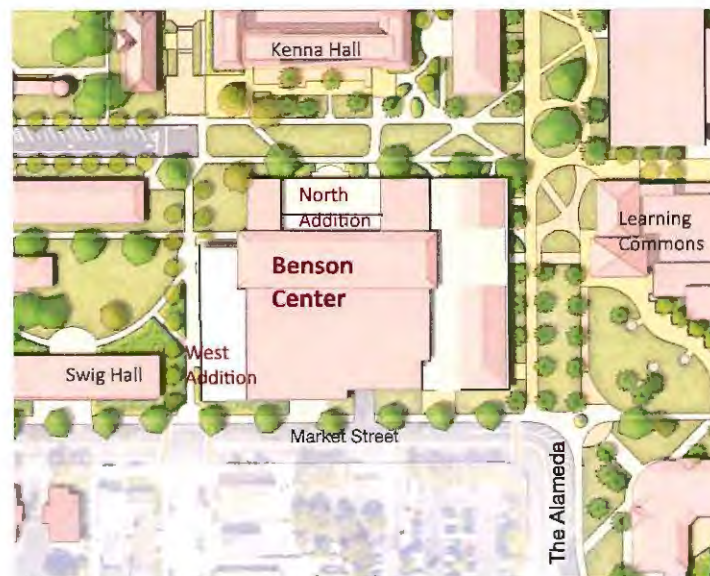 Kenna Hall
North
Addition
Learning
Commons
Benson
Center
West
Addition
Swig Hall
Market Street
The Alameda